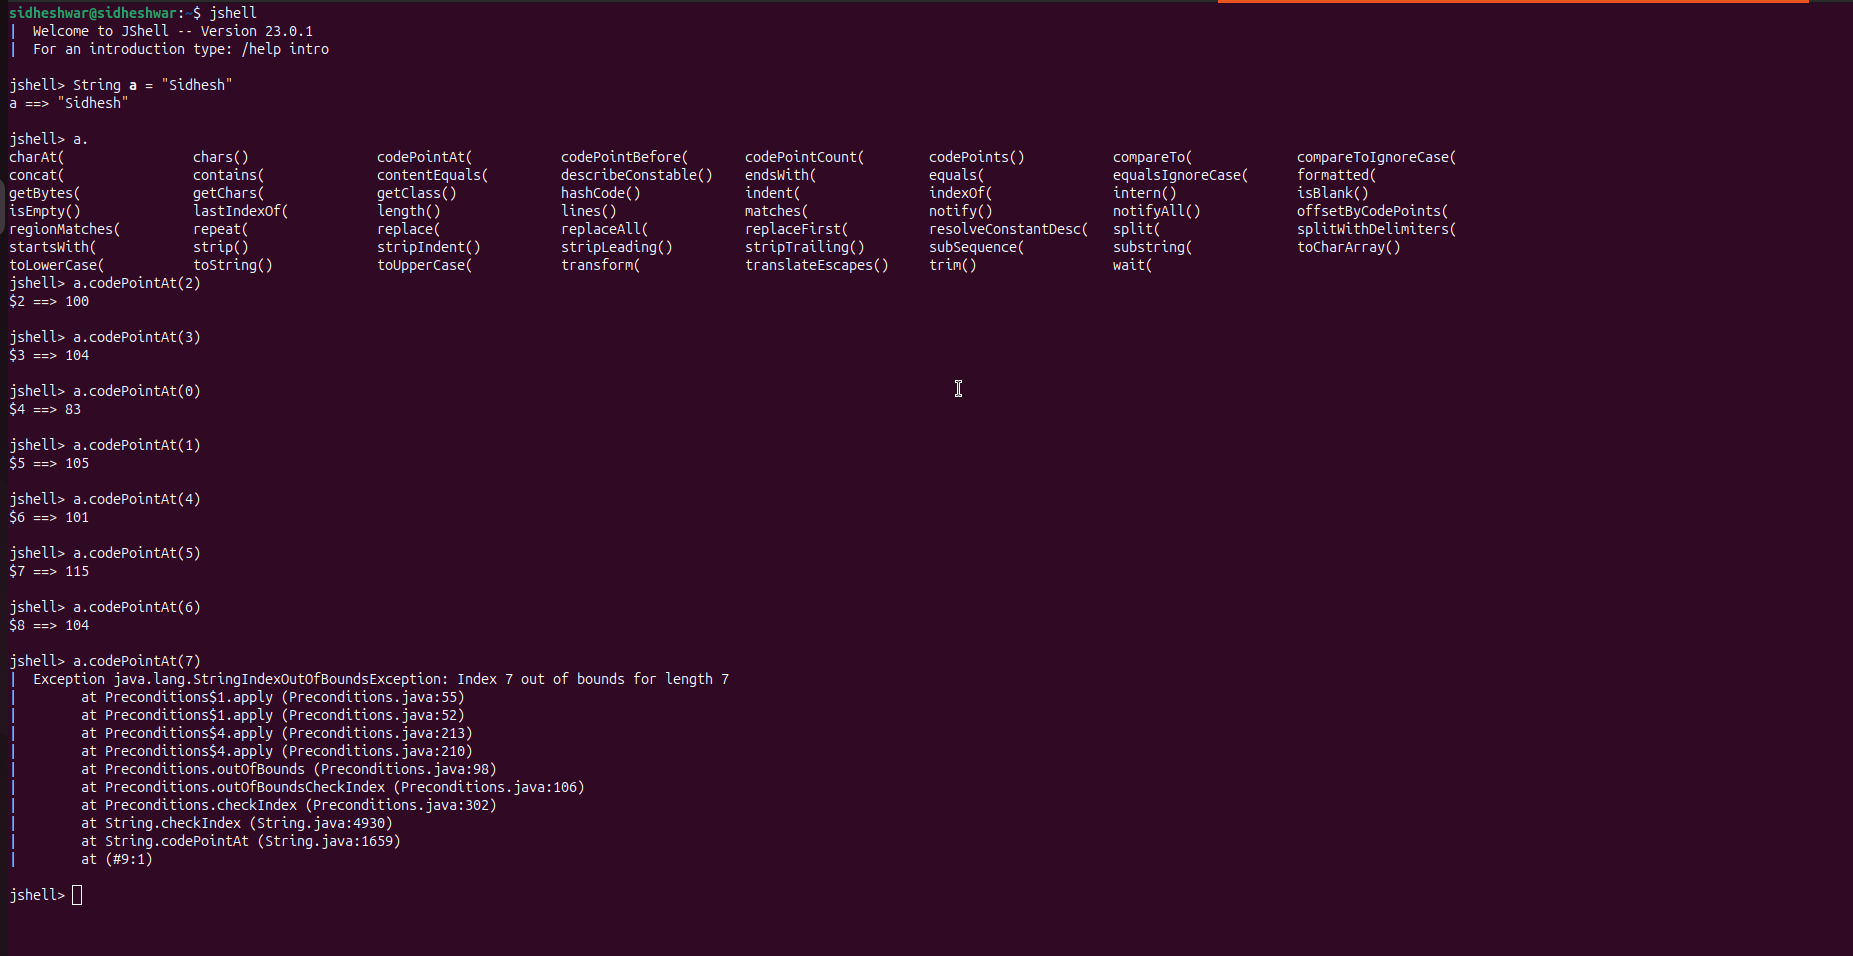 sidheshwar@sidheshwar:~$ jshell
|  Welcome to JShell -- Version 23.0.1
|  For an introduction type: /help intro

jshell> String a = "Sidhesh"
a ==> "Sidhesh"

jshell> a.
charAt(                chars()                codePointAt(           codePointBefore(       codePointCount(        codePoints()           compareTo(             compareToIgnoreCase(
concat(                contains(              contentEquals(         describeConstable()    endsWith(              equals(                equalsIgnoreCase(      formatted(
getBytes(              getChars(              getClass()             hashCode()             indent(                indexOf(               intern()               isBlank()
isEmpty()              lastIndexOf(           length()               lines()                matches(               notify()               notifyAll()            offsetByCodePoints(
regionMatches(         repeat(                replace(               replaceAll(            replaceFirst(          resolveConstantDesc(   split(                 splitWithDelimiters(
startsWith(            strip()                stripIndent()          stripLeading()         stripTrailing()        subSequence(           substring(             toCharArray()
toLowerCase(           toString()             toUpperCase(           transform(             translateEscapes()     trim()                 wait(
jshell> a.codePointAt(2)
$2 ==> 100

jshell> a.codePointAt(3)
$3 ==> 104

jshell> a.codePointAt(0)
$4 ==> 83

jshell> a.codePointAt(1)
$5 ==> 105

jshell> a.codePointAt(4)
$6 ==> 101

jshell> a.codePointAt(5)
$7 ==> 115

jshell> a.codePointAt(6)
$8 ==> 104

jshell> a.codePointAt(7)
|  Exception java.lang.StringIndexOutOfBoundsException: Index 7 out of bounds for length 7
|        at Preconditions$1.apply (Preconditions.java:55)
|        at Preconditions$1.apply (Preconditions.java:52)
|        at Preconditions$4.apply (Preconditions.java:213)
|        at Preconditions$4.apply (Preconditions.java:210)
|        at Preconditions.outOfBounds (Preconditions.java:98)
|        at Preconditions.outOfBoundsCheckIndex (Preconditions.java:106)
|        at Preconditions.checkIndex (Preconditions.java:302)
|        at String.checkIndex (String.java:4930)
|        at String.codePointAt (String.java:1659)
|        at (#9:1)

jshell>